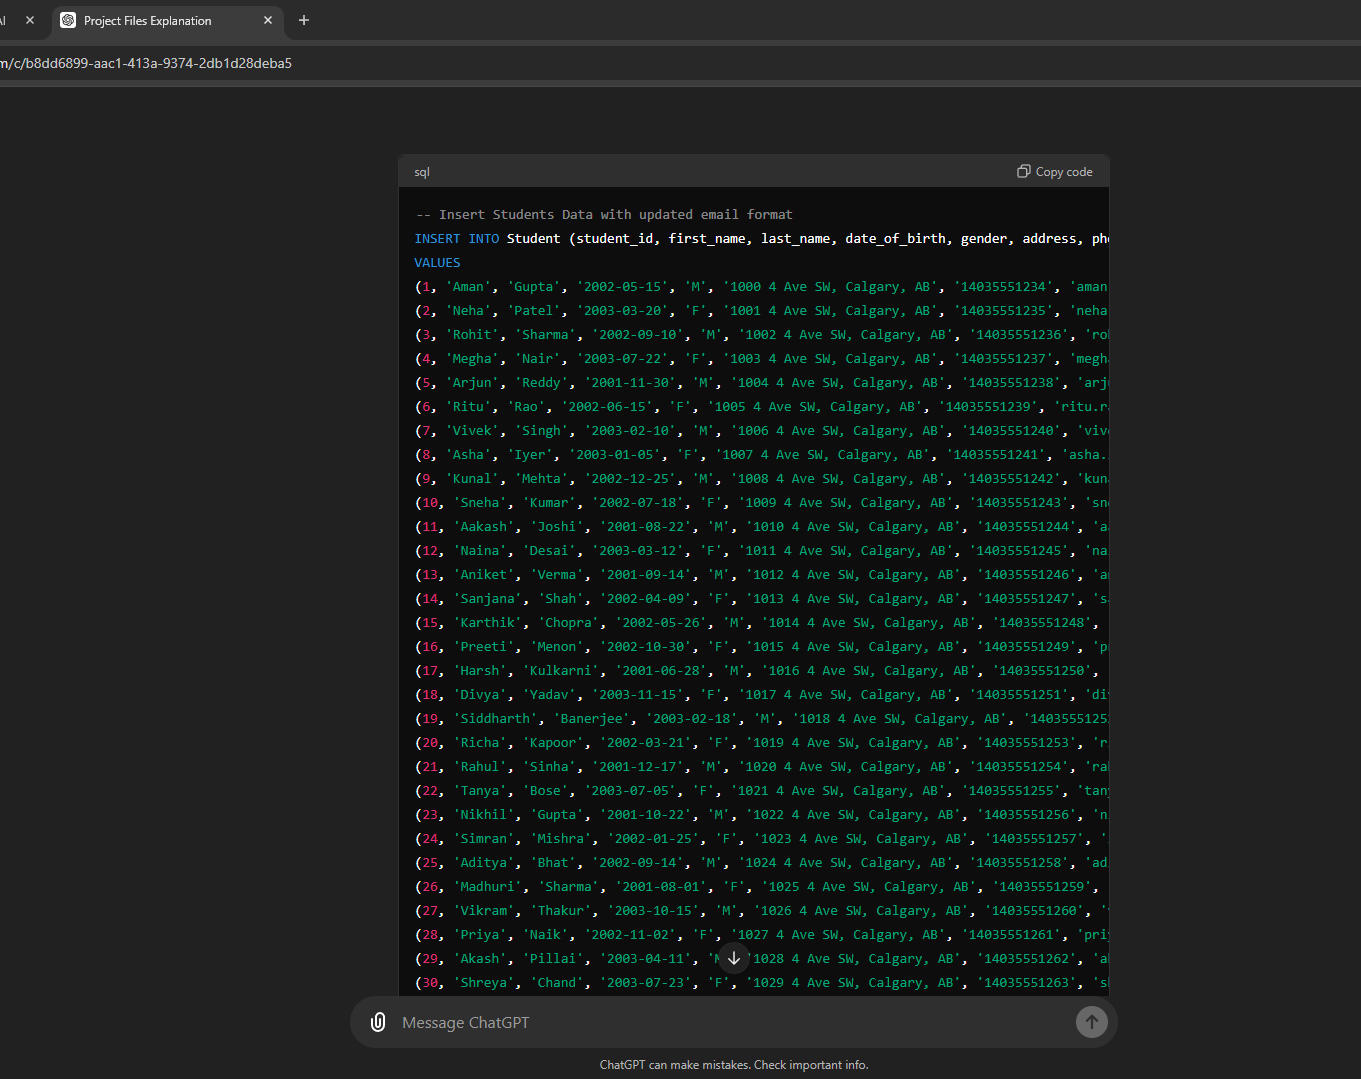 AI
Project Files Explanation
m/c/b8dd6899-aac1-413a-9374-2db1d28deba5
sql
Copy code
-- Insert Students Data with updated email format
INSERT INTO Student (student_id, first_name, last_name, date_of_birth, gender, address, pho
VALUES
(1, 'Aman', 'Gupta', '2002-05-15', 'M', '1000 4 Ave SW, Calgary, AB', '14035551234', 'aman
(2, 'Neha', 'Patel', '2003-03-20', 'F', '1001 4 Ave SW, Calgary, AB', '14035551235', 'neha
(3, 'Rohit', 'Sharma', '2002-09-10', 'M', '1002 4 Ave SW, Calgary, AB', '14035551236', 'roh
(4, 'Megha', 'Nair', '2003-07-22', 'F', '1003 4 Ave SW, Calgary, AB', '14035551237', 'megha
(5, 'Arjun', 'Reddy', '2001-11-30', 'M', '1004 4 Ave SW, Calgary, AB', '14035551238', 'arju
(6, 'Ritu', 'Rao', '2002-06-15', 'F', '1005 4 Ave SW, Calgary, AB', '14035551239', 'ritu.ra
(7, 'Vivek', 'Singh', '2003-02-10', 'M', '1006 4 Ave SW, Calgary, AB', '14035551240', 'vive
(8, 'Asha', 'Iyer', '2003-01-05', 'F', '1007 4 Ave SW, Calgary, AB', '14035551241', 'asha.
(9, 'Kunal', 'Mehta', '2002-12-25', 'M', '1008 4 Ave SW, Calgary, AB', '14035551242', 'kuna
(10, 'Sneha', 'Kumar', '2002-07-18', 'F', '1009 4 Ave SW, Calgary, AB', '14035551243', 'sne
(11, 'Aakash', 'Joshi', '2001-08-22', 'M', '1010 4 Ave SW, Calgary, AB', '14035551244', 'aa
(12, 'Naina', 'Desai', '2003-03-12', 'F', '1011 4 Ave SW, Calgary, AB', '14035551245', 'na
(13, 'Aniket', 'Verma', '2001-09-14', 'M', '1012 4 Ave SW, Calgary, AB', '14035551246', 'an
(14, 'Sanjana', 'Shah', '2002-04-09', 'F', '1013 4 Ave SW, Calgary, AB', '14035551247', 'sa
(15, 'Karthik', 'Chopra', '2002-05-26', 'M', '1014 4 Ave SW, Calgary, AB', '14035551248',
(16, 'Preeti', 'Menon', '2002-10-30', 'F', '1015 4 Ave SW, Calgary, AB', '14035551249', 'p
(17, 'Harsh', 'Kulkarni', '2001-06-28', 'M', '1016 4 Ave SW, Calgary, AB', '14035551250',
(18, 'Divya', 'Yadav', '2003-11-15', 'F', '1017 4 Ave SW, Calgary, AB', '14035551251', 'di
(19, 'Siddharth', 'Banerjee', '2003-02-18', 'M', '1018 4 Ave SW, Calgary, AB', '14035551252
(20, 'Richa', 'Kapoor', '2002-03-21', 'F', '1019 4 Ave SW, Calgary, AB', '14035551253', 'r
(21, 'Rahul', 'Sinha', '2001-12-17', 'M', '1020 4 Ave SW, Calgary, AB', '14035551254', 'rah
(22, 'Tanya', 'Bose', '2003-07-05', 'F', '1021 4 Ave SW, Calgary, AB', '14035551255', 'tany
(23, 'Nikhil', 'Gupta', '2001-10-22', 'M', '1022 4 Ave SW, Calgary, AB', '14035551256', 'n
(24, 'Simran', 'Mishra', '2002-01-25', 'F', '1023 4 Ave SW, Calgary, AB', '14035551257', '
(25, 'Aditya', 'Bhat', '2002-09-14', 'M', '1024 4 Ave SW, Calgary, AB', '14035551258', 'ad
(26, 'Madhuri', 'Sharma', '2001-08-01', 'F', '1025 4 Ave SW, Calgary, AB', '14035551259',
(27, 'Vikram', 'Thakur', '2003-10-15', 'M', '1026 4 Ave SW, Calgary, AB', '14035551260', '
(28, 'Priya', 'Naik', '2002-11-02', 'F', '1027 4 Ave SW, Calgary, AB', '14035551261', 'priy
(29, 'Akash', 'Pillai', '2003-04-11', '1028 4 Ave SW, Calgary, AB', '14035551262', 'ak
(30, 'Shreya', 'Chand', '2003-07-23', 'F', '1029 4 Ave SW, Calgary, AB', '14035551263', 'sh
Message ChatGPT
ChatGPT can make mistakes. Check important info.